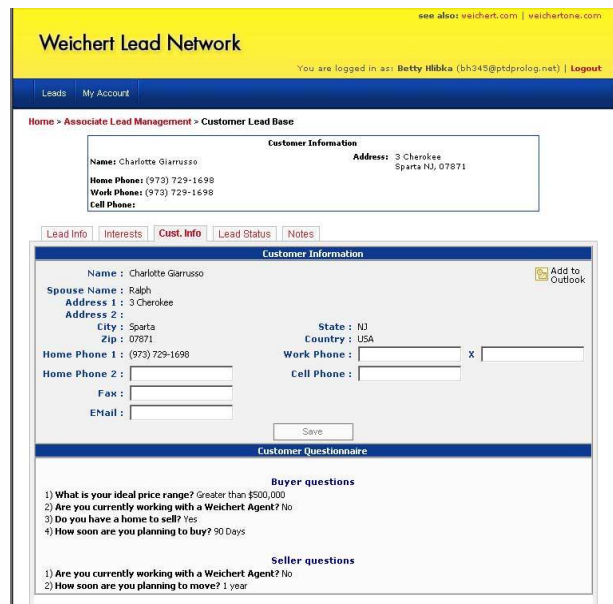 see also: weichert.com | weichertone.com
Weichert Lead Network
You are logged in as: Betty Hlibka (bh345@ptdprolog.net) | Logout
Leads My Account
Home > Associate Lead Management > Customer Lead Base
Customer Information
Name: Charlotte Giarrusso Address: 3 Cherokee
Sparta NJ, 07871
Home Phone: (973) 729-1698
Work Phone: (973) 729-1698
Cell Phone:
Lead Info Interests Cust. Info Lead Status Notes
Customer Information
Name : Charlotte Giarrusso Add to
Outlook
Spouse Name : Ralph
Address 1 : 3 Cherokee
Address 2 :
City : Sparta State : NJ
Zip : 07871 Country : USA
Home Phone 1 : (973) 729-1698 Work Phone : X
Home Phone 2 : Cell Phone :
Fax :
EMail :
Save
Customer Questionnaire
Buyer questions
1) What is your ideal price range? Greater than $500,000
2) Are you currently working with a Weichert Agent? No
3) Do you have a home to sell? Yes
4) How soon are you planning to buy? 90 Days
Seller questions
1) Are you currently working with a Weichert Agent? No
2) How soon are you planning to move? 1 year